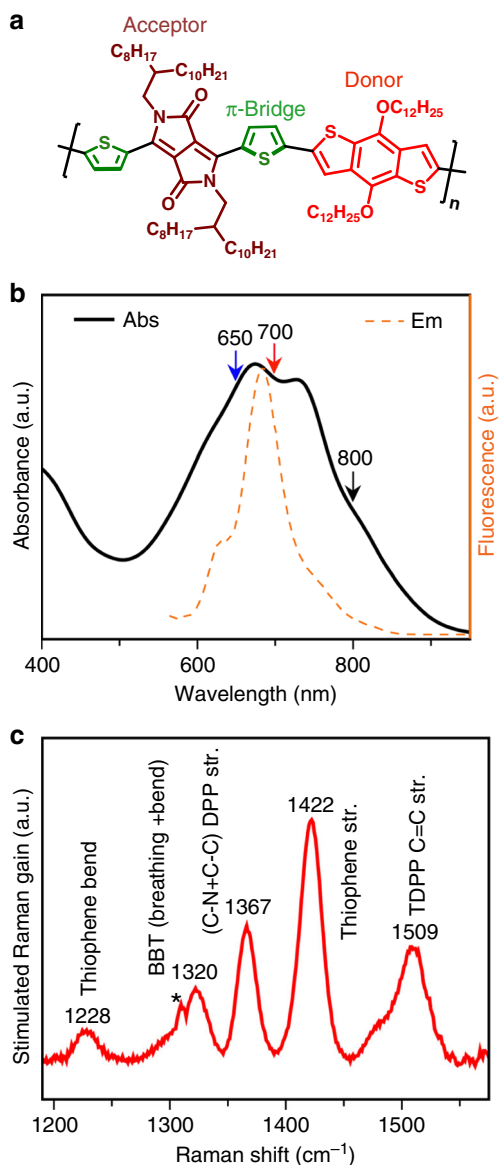 a
Acceptor
C8H17
C10H21
π-Bridge
Donor
OC12H25
N
O
S
S
S
S
n
O
N
C12H25O
C8H17
C10H21
b
Abs
650
700
Em
800
Absorbance (a.u.)
Fluorescence (a.u.)
400
600
800
Wavelength (nm)
c
Stimulated Raman gain (a.u.)
Thiophene bend
1228
BBT (breathing +bend)
1320
*
(C-N+C-C) DPP str.
1367
1422
Thiophene str.
TDPP C=C str.
1509
1200
1300
1400
1500
Raman shift (cm⁻¹)